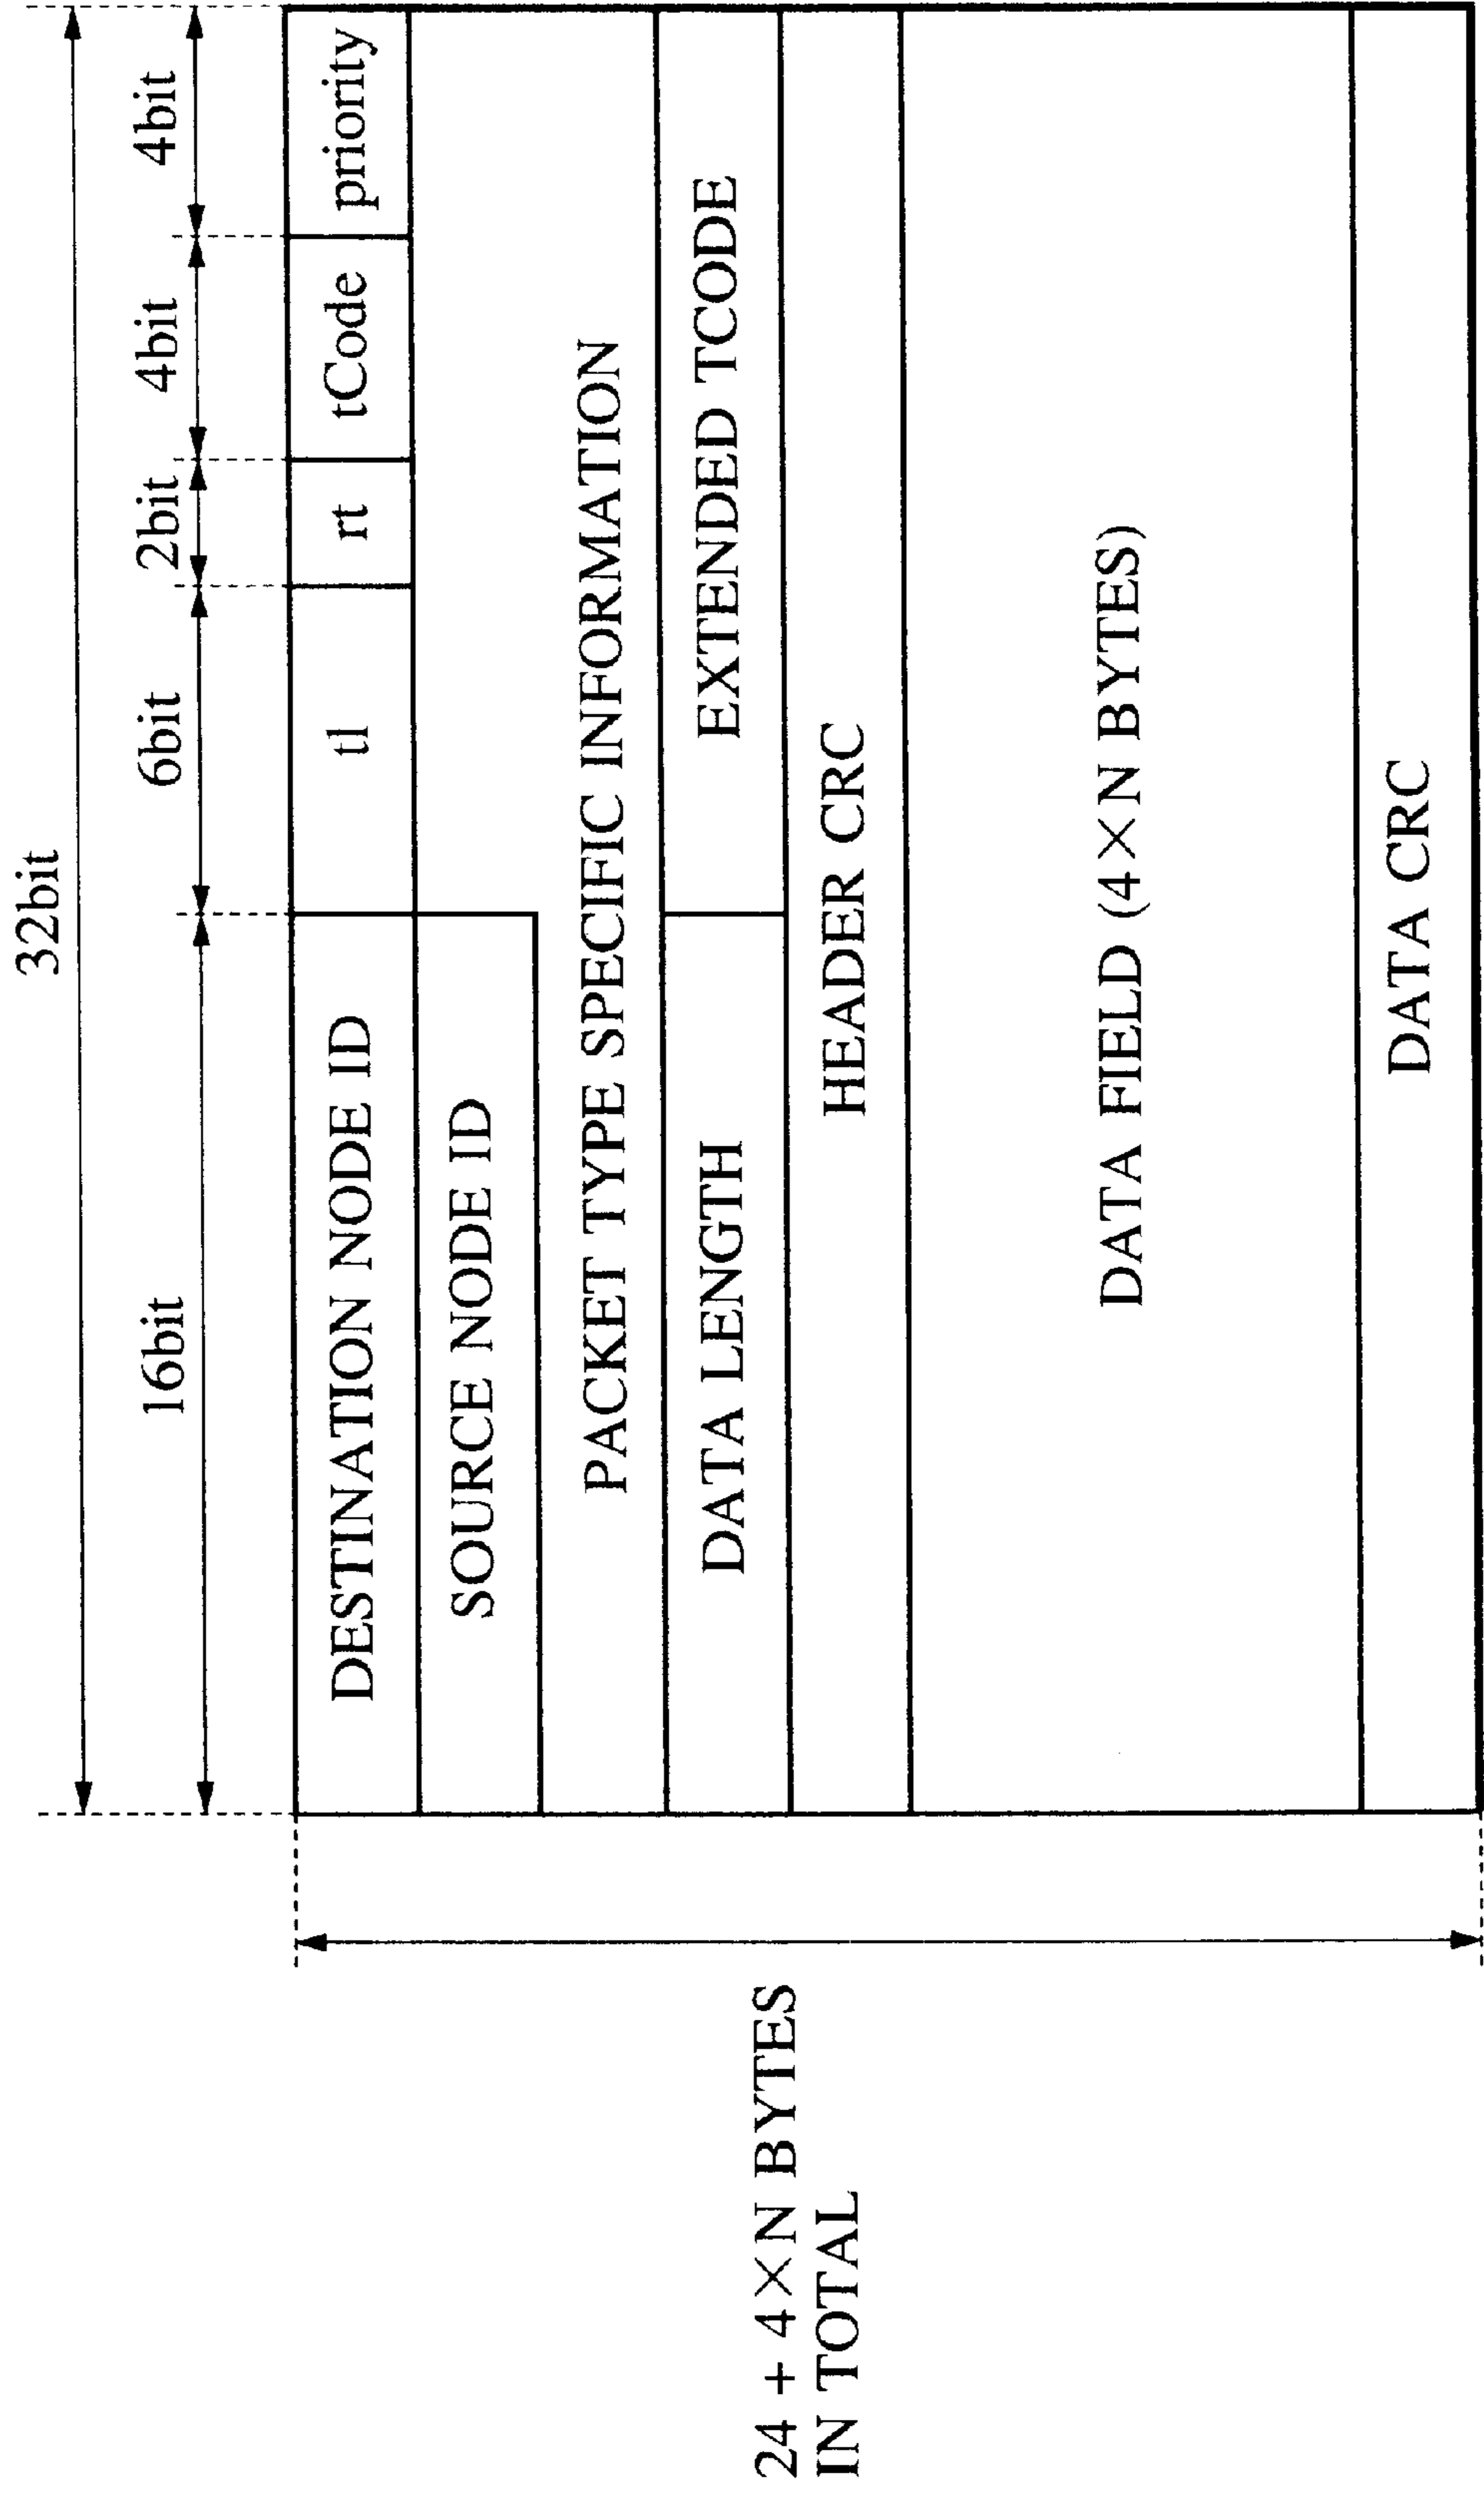 32bit
16bit
6bit
2bit
4bit
4bit
DESTINATION NODE ID
tl
rt
tCode
priority
SOURCE NODE ID
PACKET TYPE SPECIFIC INFORMATION
DATA LENGTH
EXTENDED TCODE
HEADER CRC
DATA FIELD (4×N BYTES)
DATA CRC
24 + 4×N BYTES
IN TOTAL